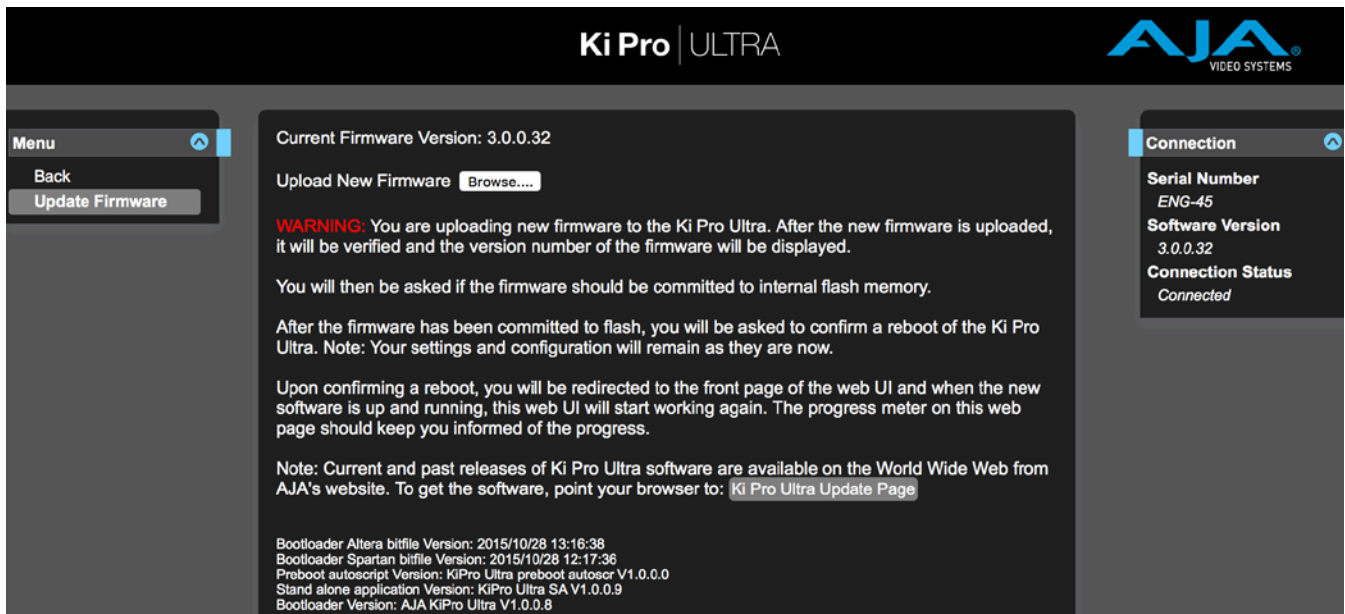 Ki Pro | ULTRA
AJA®
VIDEO SYSTEMS
Menu
Back
Update Firmware
Current Firmware Version: 3.0.0.32
Upload New Firmware Browse....
WARNING: You are uploading new firmware to the Ki Pro Ultra. After the new firmware is uploaded,
it will be verified and the version number of the firmware will be displayed.
You will then be asked if the firmware should be committed to internal flash memory.
After the firmware has been committed to flash, you will be asked to confirm a reboot of the Ki Pro
Ultra. Note: Your settings and configuration will remain as they are now.
Upon confirming a reboot, you will be redirected to the front page of the web UI and when the new
software is up and running, this web UI will start working again. The progress meter on this web
page should keep you informed of the progress.
Note: Current and past releases of Ki Pro Ultra software are available on the World Wide Web from
AJA's website. To get the software, point your browser to: Ki Pro Ultra Update Page
Bootloader Altera bitfile Version: 2015/10/28 13:16:38
Bootloader Spartan bitfile Version: 2015/10/28 12:17:36
Preboot autoscript Version: KiPro Ultra preboot autoscr V1.0.0.0
Stand alone application Version: KiPro Ultra SA V1.0.0.9
Bootloader Version: AJA KiPro Ultra V1.0.0.8
Connection
Serial Number
ENG-45
Software Version
3.0.0.32
Connection Status
Connected